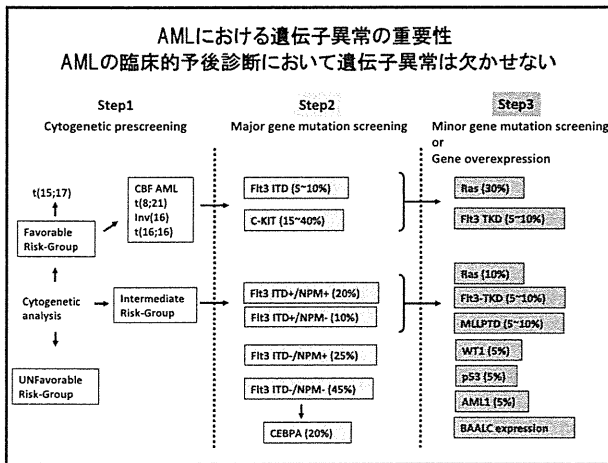 AMLにおける遺伝子異常の重要性
AMLの臨床的予後診断において遺伝子異常は欠かせない
Step1
Cytogenetic prescreening
Step2
Major gene mutation screening
Step3
Minor gene mutation screening
or
Gene overexpression
t(15;17)
Favorable
Risk-Group
CBF AML
t(8;21)
Inv(16)
t(16;16)
Cytogenetic
analysis
Intermediate
Risk-Group
UNFavorable
Risk-Group
Flt3 ITD (5~10%)
C-KIT (15~40%)
Flt3 ITD+/NPM+ (20%)
Flt3 ITD+/NPM- (10%)
Flt3 ITD-/NPM+ (25%)
Flt3 ITD-/NPM- (45%)
CEBPA (20%)
Ras (30%)
Flt3 TKD (5~10%)
Ras (10%)
Flt3-TKD (5~10%)
MLLPTD (5~10%)
WT1 (5%)
p53 (5%)
AML1 (5%)
BAALC expression